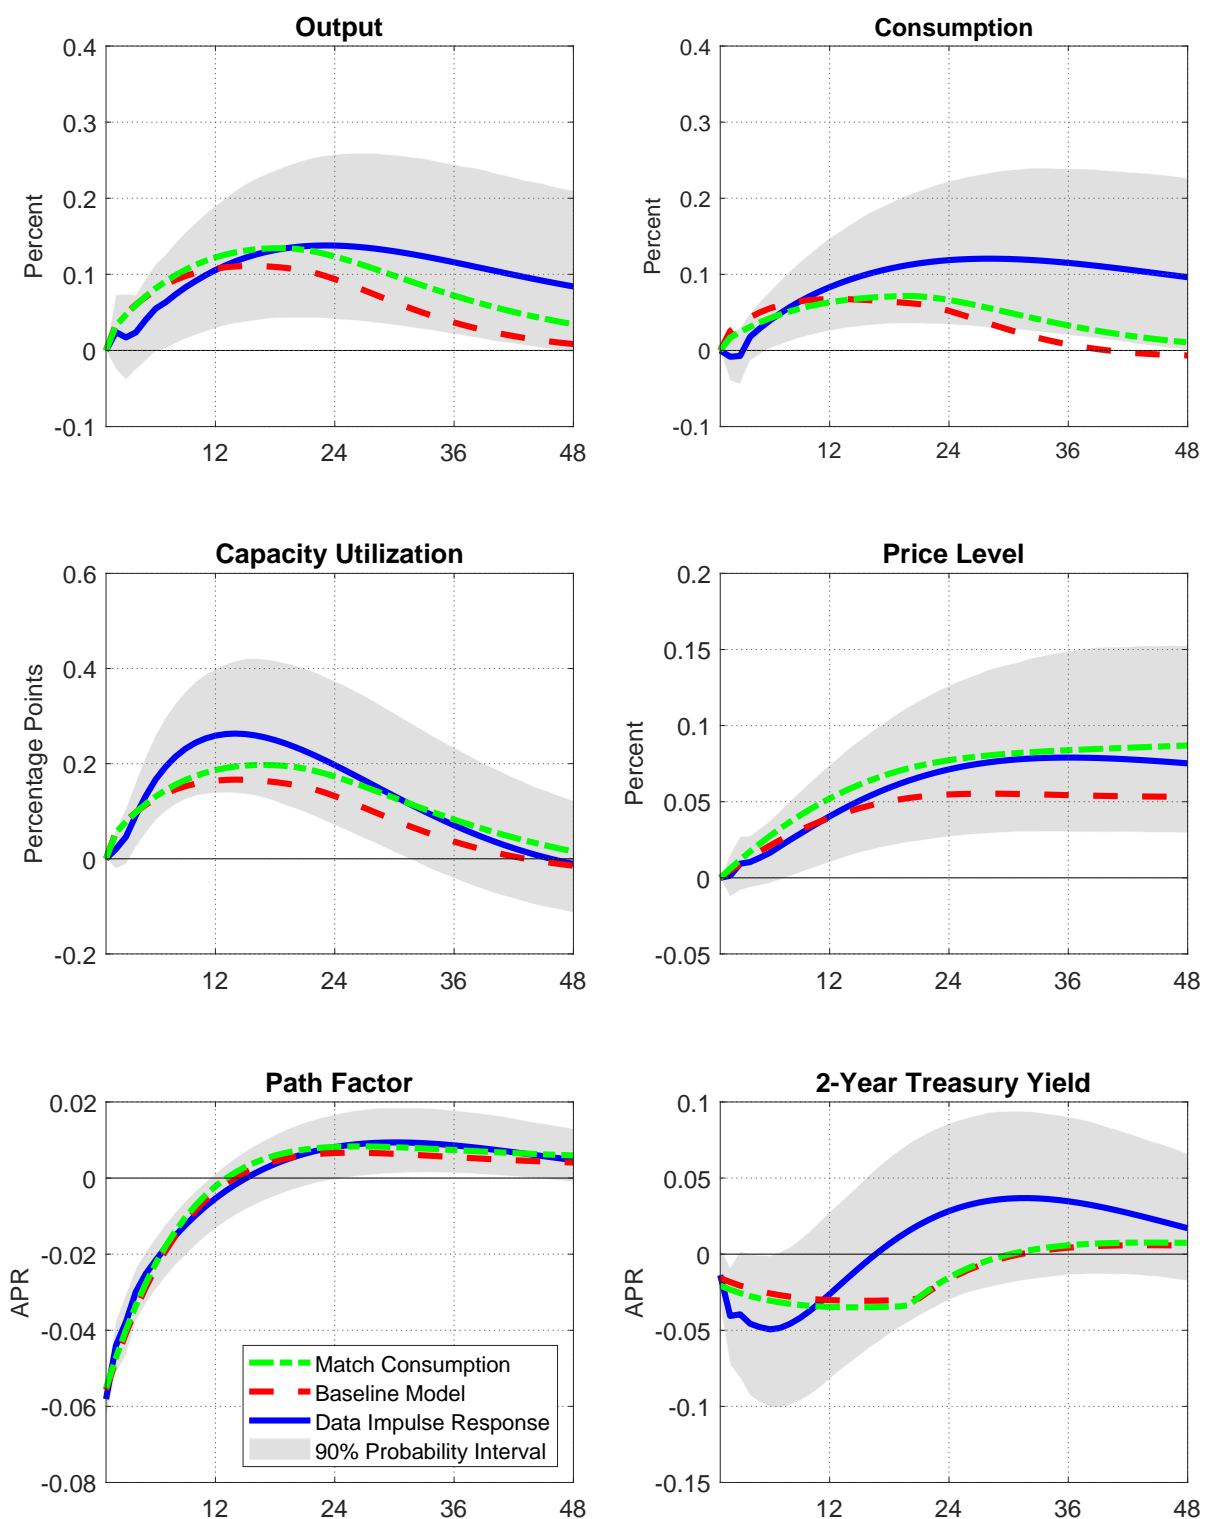 Output
Percent
0.4
0.3
0.2
0.1
0
-0.1
12 24 36 48
Consumption
Percent
0.4
0.3
0.2
0.1
0
-0.1
12 24 36 48
Capacity Utilization
Percentage Points
0.6
0.4
0.2
0
-0.2
12 24 36 48
Price Level
Percent
0.2
0.15
0.1
0.05
0
-0.05
12 24 36 48
Path Factor
APR
0.02
0
-0.02
-0.04
-0.06
-0.08
12 24 36 48
Match Consumption
Baseline Model
Data Impulse Response
90% Probability Interval
2-Year Treasury Yield
APR
0.1
0.05
0
-0.05
-0.1
-0.15
12 24 36 48